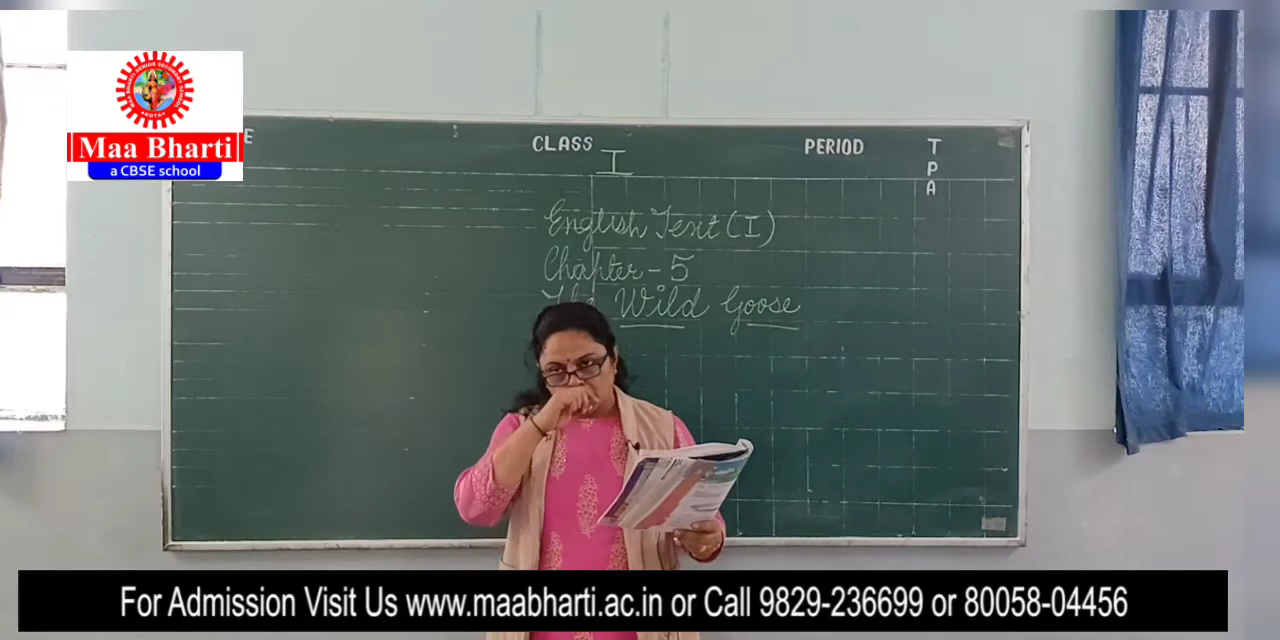 Maa Bharti
a CBSE school
E
CLASS
I
PERIOD
T
P
A
English Text (I)
Chapter - 5
The Wild Goose
For Admission Visit Us www.maabharti.ac.in or Call 9829-236699 or 80058-04456